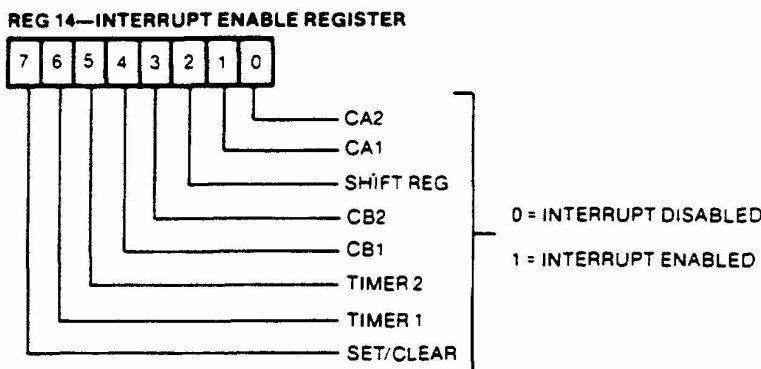 REG 14—INTERRUPT ENABLE REGISTER
7 6 5 4 3 2 1 0
CA2
CA1
SHIFT REG
CB2
CB1
TIMER 2
TIMER 1
SET/CLEAR
0 = INTERRUPT DISABLED
1 = INTERRUPT ENABLED